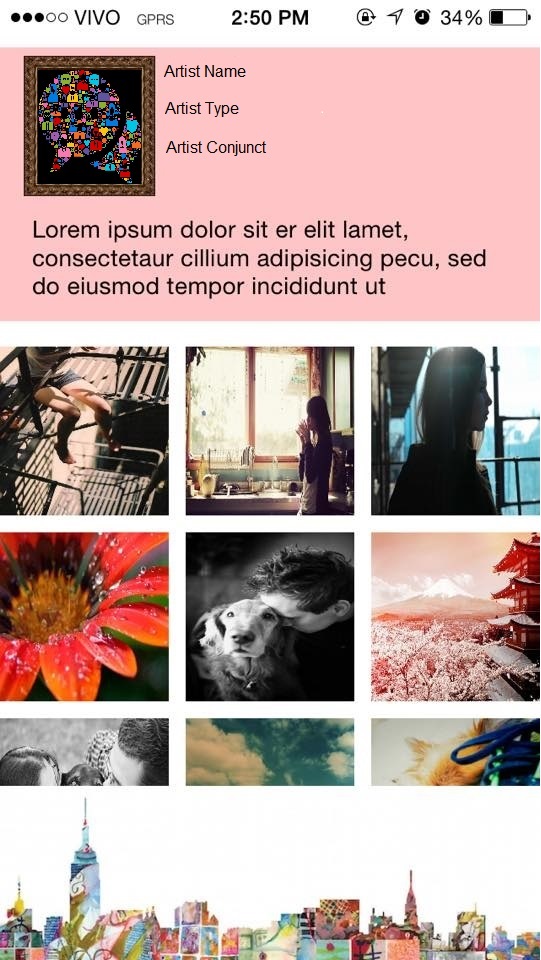 VIVO GPRS 2:50 PM 34%
Artist Name
Artist Type
Artist Conjunct
Lorem ipsum dolor sit er elit lamet,
consectetaur cillium adipisicing pecu, sed
do eiusmod tempor incididunt ut